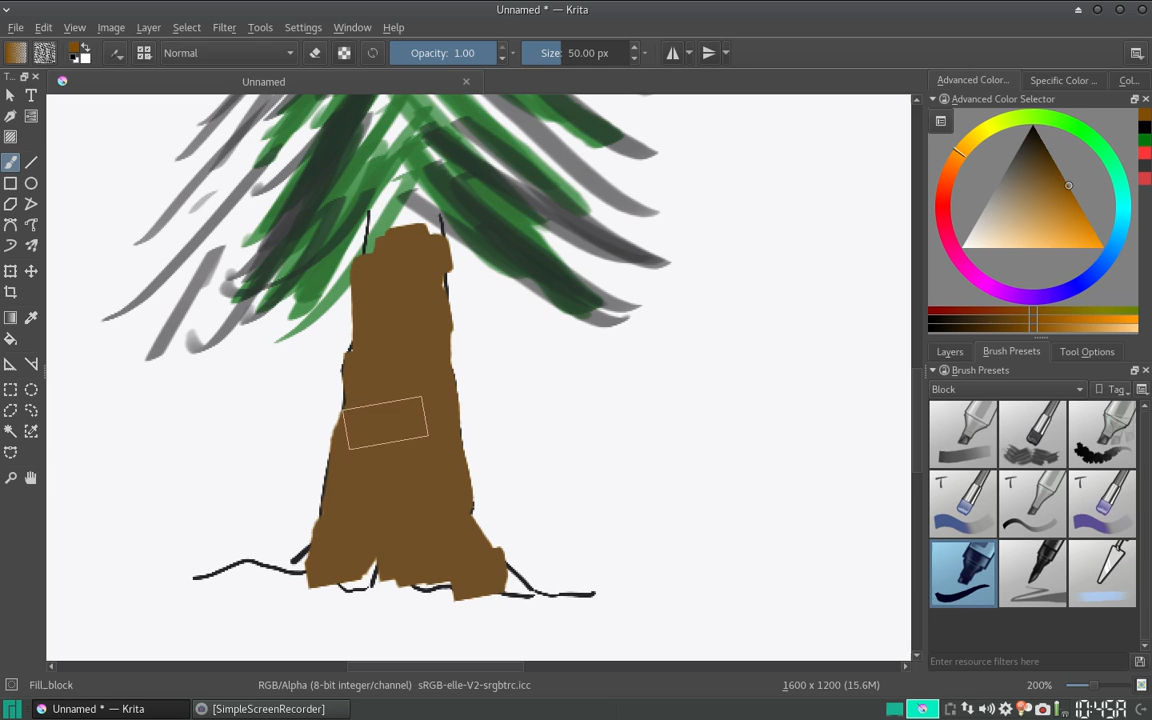 Unnamed * — Krita
File Edit View Image Layer Select Filter Tools Settings Window Help
Normal Opacity: 1.00 Size: 50.00 px
T... Unnamed Advanced Color... Specific Color ... Col...
Advanced Color Selector
Layers Brush Presets Tool Options
Brush Presets
Block Tag
T T T
Enter resource filters here
Fill_block RGB/Alpha (8-bit integer/channel) sRGB-elle-V2-srgbtrc.icc 1600 x 1200 (15.6M) 200%
Unnamed * — Krita [SimpleScreenRecorder]